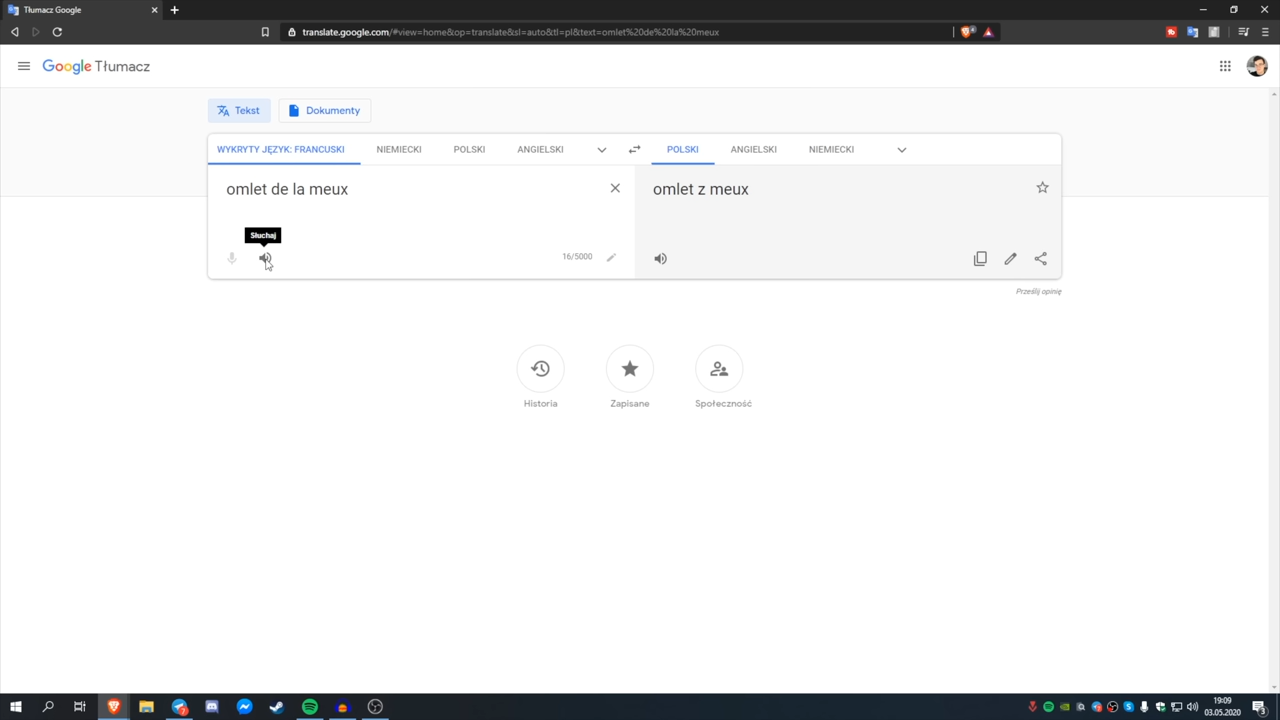 Tłumacz Google
translate.google.com/#view=home&op=translate&sl=auto&tl=pl&text=omlet%20de%20la%20meux
Google Tłumacz
Tekst
Dokumenty
WYKRYTY JĘZYK: FRANCUSKI NIEMIECKI POLSKI ANGIELSKI
POLSKI ANGIELSKI NIEMIECKI
omlet de la meux
omlet z meux
Słuchaj
16/5000
Prześlij opinię
Historia
Zapisane
Społeczność
19:09
03.05.2020